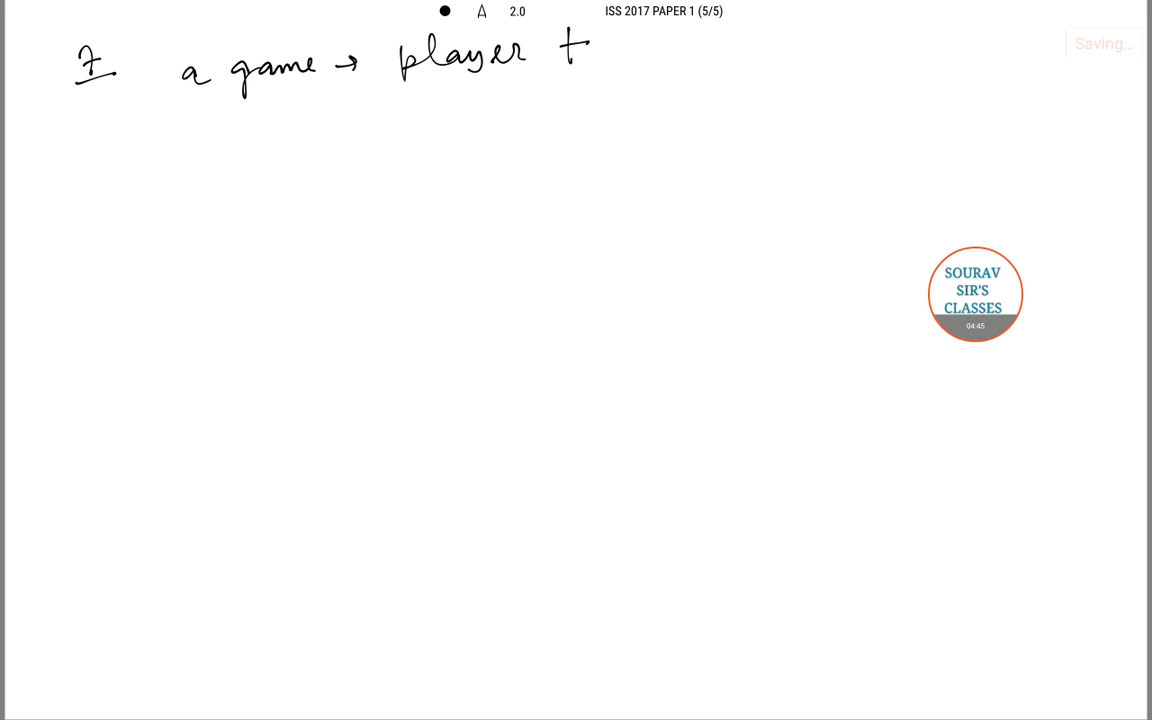 2.0 ISS 2017 PAPER 1 (5/5)
Saving...
7 a game → player t
SOURAV
SIR'S
CLASSES
04:45